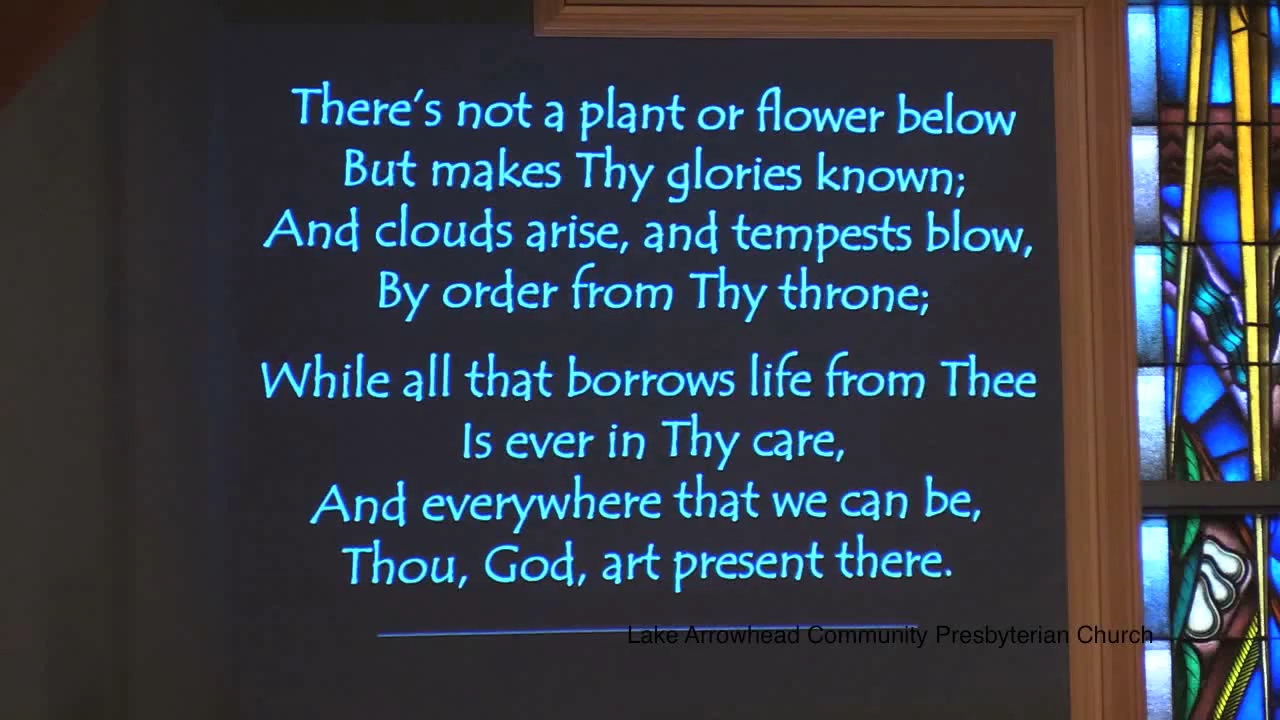 There's not a plant or flower below
But makes Thy glories known;
And clouds arise, and tempests blow,
By order from Thy throne;
While all that borrows life from Thee
Is ever in Thy care,
And everywhere that we can be,
Thou, God, art present there.
Lake Arrowhead Community Presbyterian Church